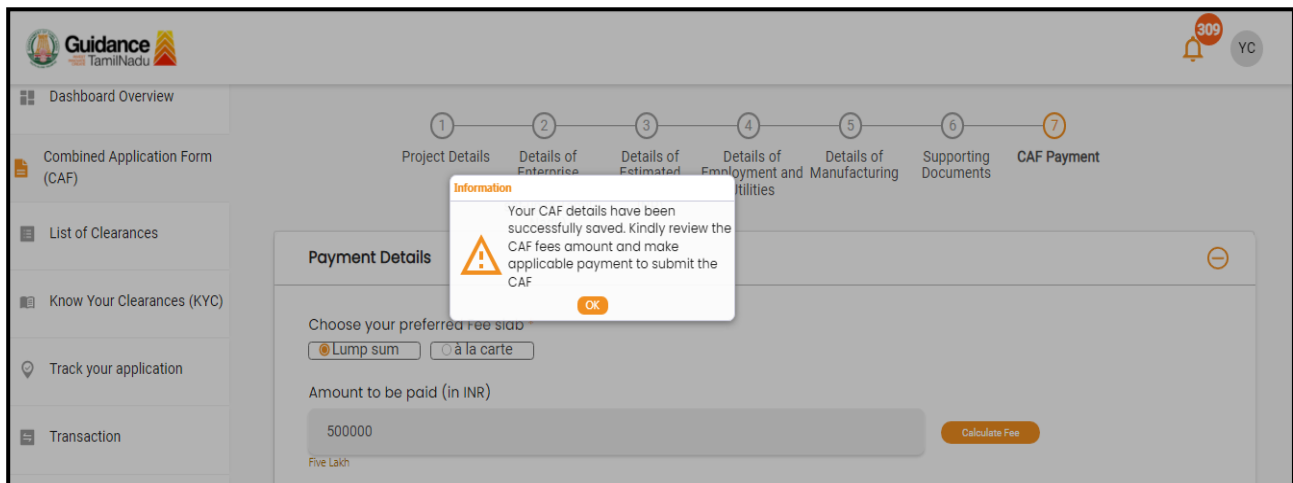 Guidance
TamilNadu
309
YC
Dashboard Overview
Combined Application Form
(CAF)
List of Clearances
Know Your Clearances (KYC)
Track your application
Transaction
1
2
3
4
5
6
7
Project Details
Details of
Enterprise
Details of
Estimated
Details of
Employment and
Utilities
Details of
Manufacturing
Supporting
Documents
CAF Payment
Information
Your CAF details have been
successfully saved. Kindly review the
CAF fees amount and make
applicable payment to submit the
CAF
OK
Payment Details
Choose your preferred Fee slab *
Lump sum
à la carte
Amount to be paid (in INR)
500000
Calculate Fee
Five Lakh